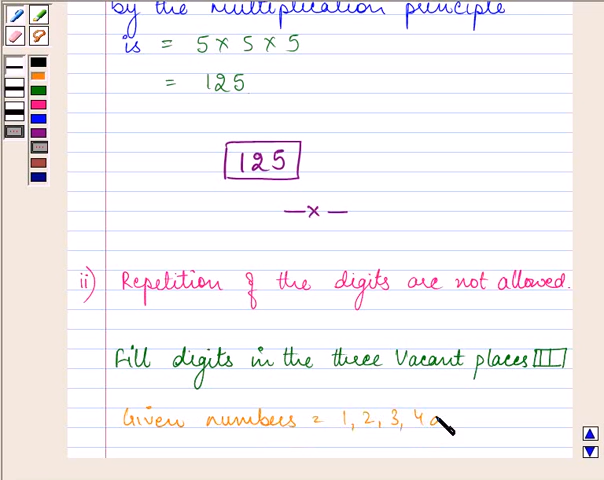 by the multiplication principle
is = 5 × 5 × 5
= 125
125
—x—
ii) Repetition of the digits are not allowed.
Fill digits in the three Vacant places
Given numbers = 1, 2, 3, 4